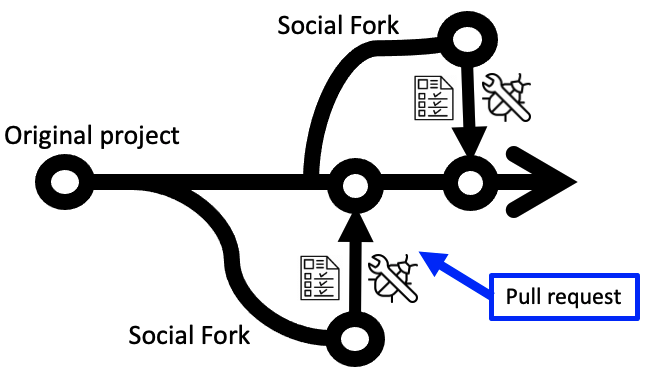 Social Fork
Original project
Pull request
Social Fork